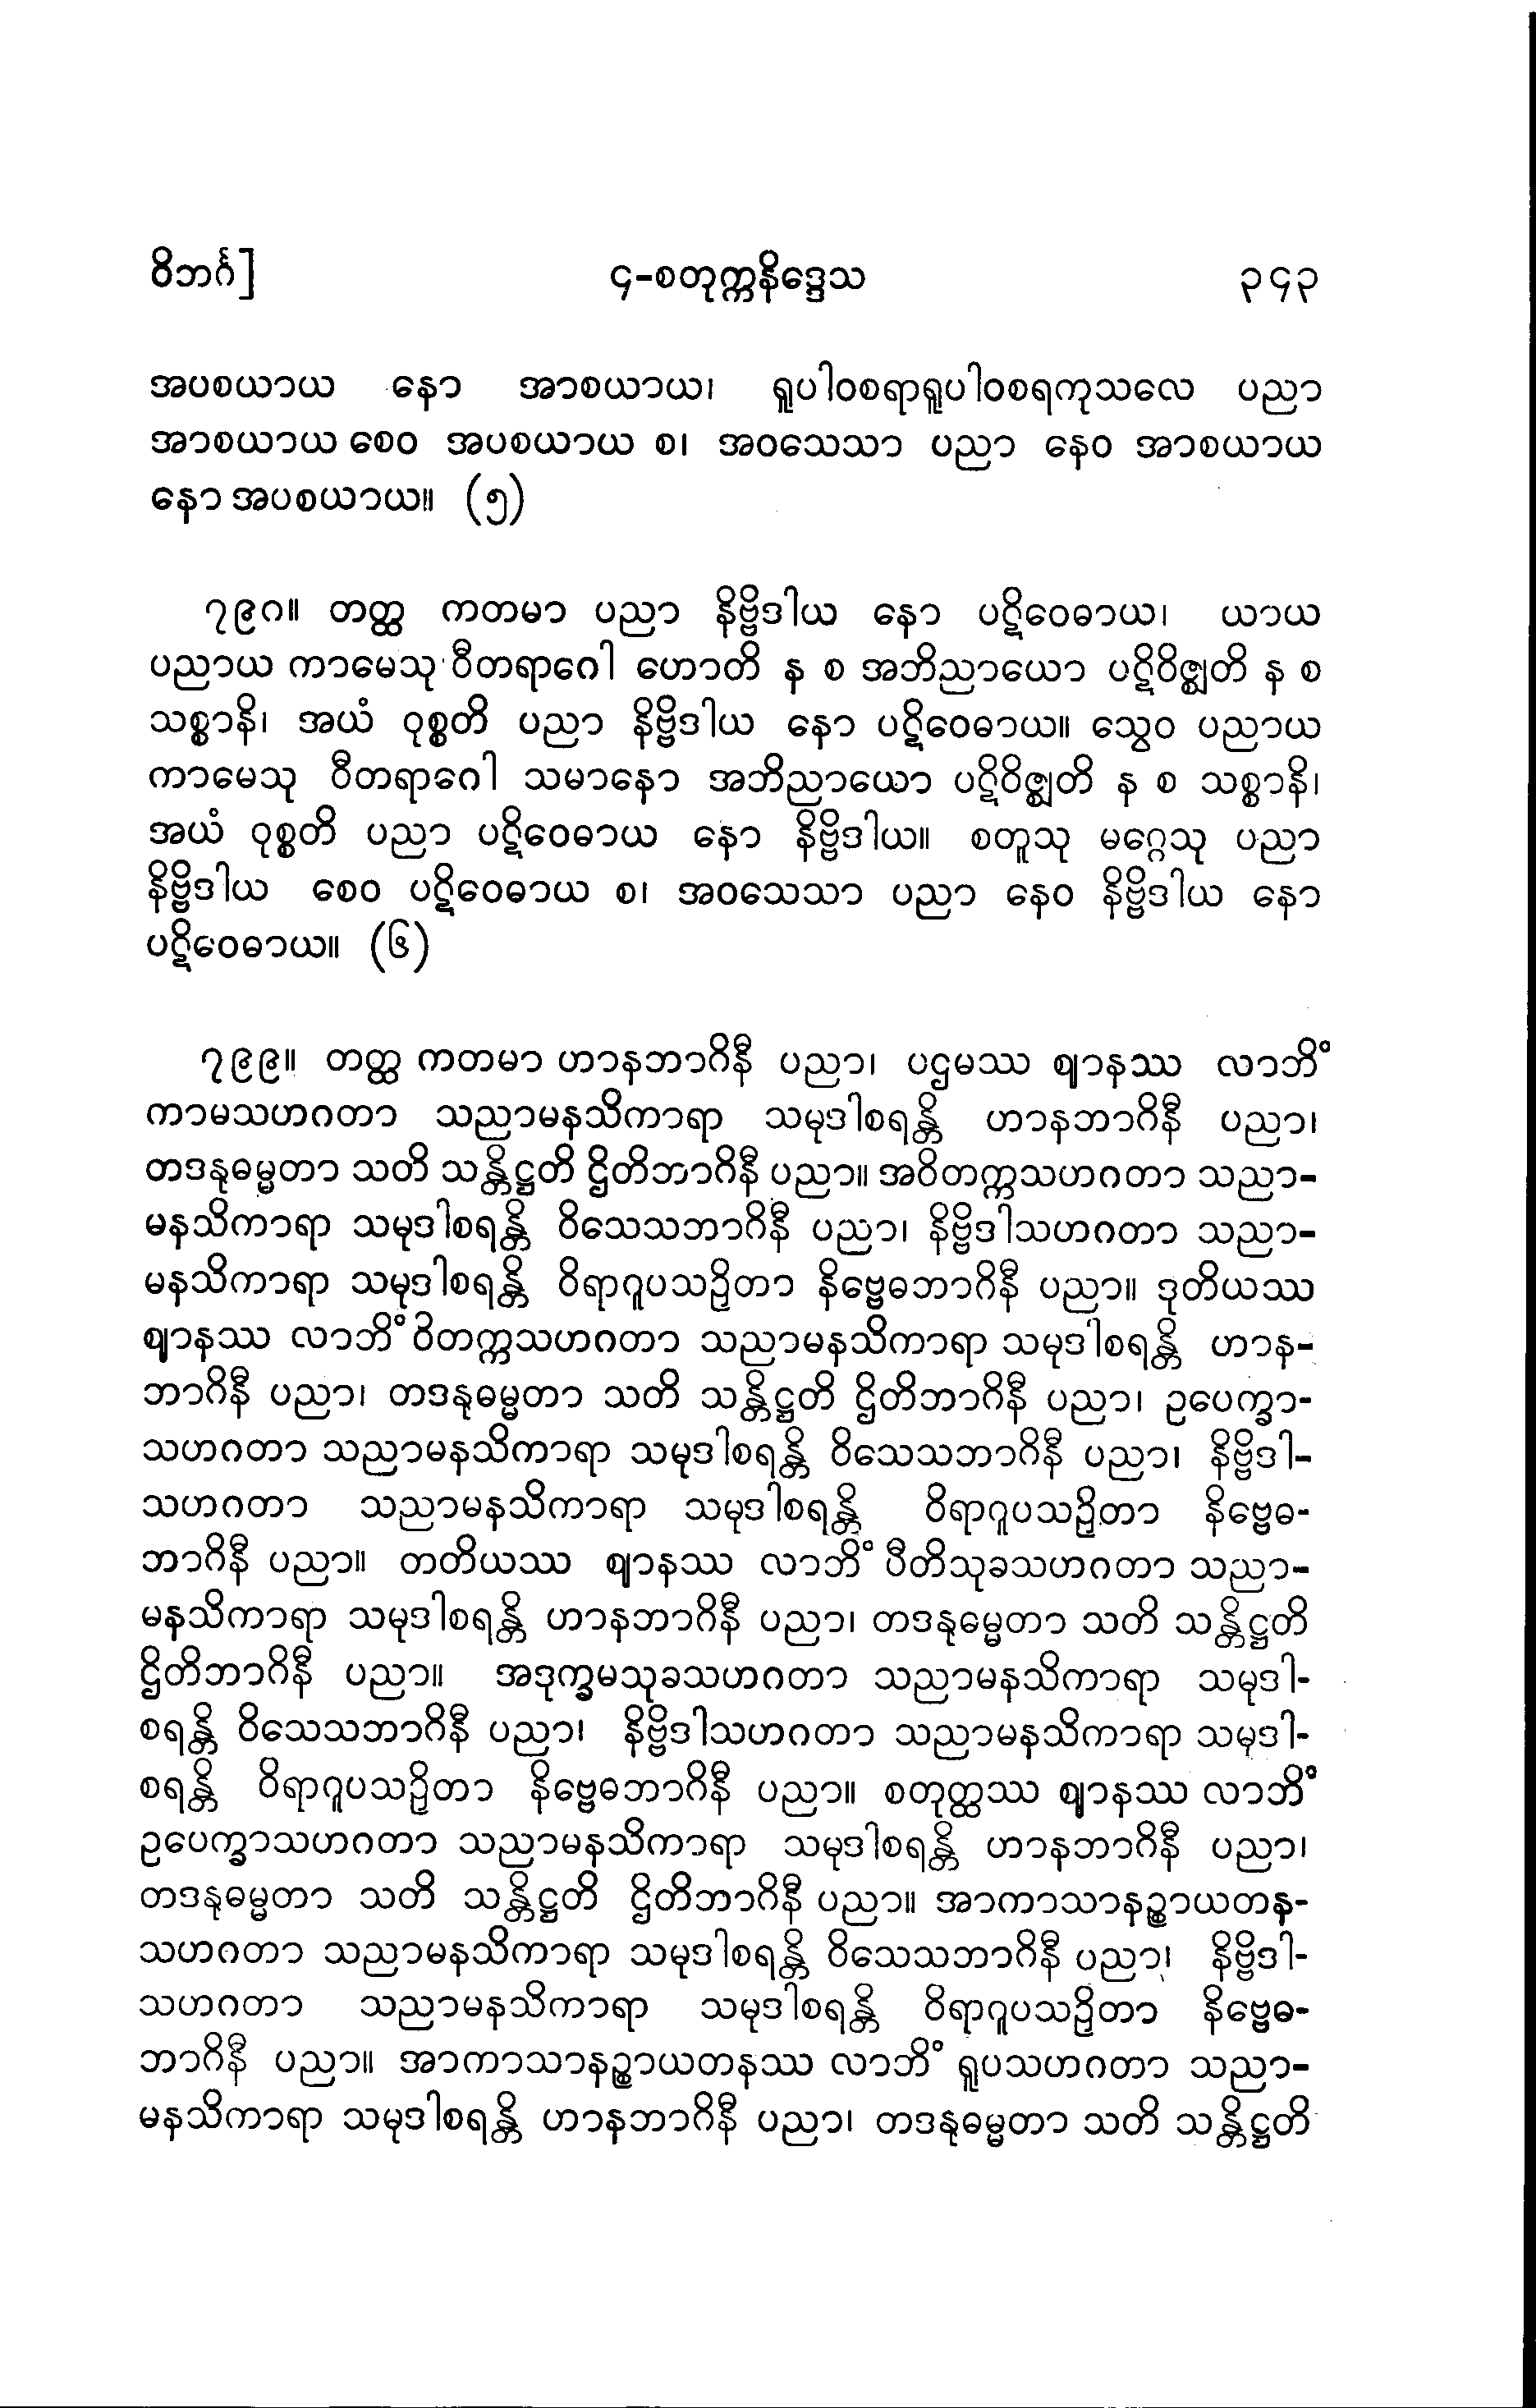 ဝိဘင်္ဂ] ၄-စတုက္ကနိဒ္ဒေသ ၃၄၃
အပစယာယ နော အာစယာယ၊ ရူပါဝစရာရူပါဝစရကုသလေ ပညာ
အာစယာယ စေဝ အပစယာယ စ၊ အဝသေသာ ပညာ နေဝ အာစယာယ
နော အပစယာယ။ (၅)
၇၉၈။ တတ္ထ ကတမာ ပညာ နိဗ္ဗိဒါယ နော ပဋိဝေဓာယ၊ ယာယ
ပညာယ ကာမေသု ဝီတရာဂေါ ဟောတိ န စ အဘိညာယော ပဋိဝိဇ္ဈတိ န စ
သစ္စာနိ၊ အယံ ဝုစ္စတိ ပညာ နိဗ္ဗိဒါယ နော ပဋိဝေဓာယ။ သွေဝ ပညာယ
ကာမေသု ဝီတရာဂေါ သမာနော အဘိညာယော ပဋိဝိဇ္ဈတိ န စ သစ္စာနိ၊
အယံ ဝုစ္စတိ ပညာ ပဋိဝေဓာယ နော နိဗ္ဗိဒါယ။ စတူသု မဂ္ဂေသု ပညာ
နိဗ္ဗိဒါယ စေဝ ပဋိဝေဓာယ စ၊ အဝသေသာ ပညာ နေဝ နိဗ္ဗိဒါယ နော
ပဋိဝေဓာယ။ (၆)
၇၉၉။ တတ္ထ ကတမာ ဟာနဘာဂိနီ ပညာ၊ ပဌမဿ ဈာနဿ လာဘိံ
ကာမသဟဂတာ သညာမနသိကာရာ သမုဒါစရန္တိ ဟာနဘာဂိနီ ပညာ၊
တဒနုဓမ္မတာ သတိ သန္တိဋ္ဌတိ ဌိတိဘာဂိနီ ပညာ။ အဝိတက္ကသဟဂတာ သညာ-
မနသိကာရာ သမုဒါစရန္တိ ဝိသေသဘာဂိနီ ပညာ၊ နိဗ္ဗိဒါသဟဂတာ သညာ-
မနသိကာရာ သမုဒါစရန္တိ ဝိရာဂူပသဉှိတာ နိဗ္ဗေဓဘာဂိနီ ပညာ။ ဒုတိယဿ
ဈာနဿ လာဘိံ ဝိတက္ကသဟဂတာ သညာမနသိကာရာ သမုဒါစရန္တိ ဟာန-
ဘာဂိနီ ပညာ၊ တဒနုဓမ္မတာ သတိ သန္တိဋ္ဌတိ ဌိတိဘာဂိနီ ပညာ၊ ဥပေက္ခာ-
သဟဂတာ သညာမနသိကာရာ သမုဒါစရန္တိ ဝိသေသဘာဂိနီ ပညာ၊ နိဗ္ဗိဒါ-
သဟဂတာ သညာမနသိကာရာ သမုဒါစရန္တိ ဝိရာဂူပသဉှိတာ နိဗ္ဗေဓ-
ဘာဂိနီ ပညာ။ တတိယဿ ဈာနဿ လာဘိံ ပီတိသုခသဟဂတာ သညာ-
မနသိကာရာ သမုဒါစရန္တိ ဟာနဘာဂိနီ ပညာ၊ တဒနုဓမ္မေတာ သတိ သန္တိဋ္ဌတိ
ဌိတိဘာဂိနီ ပညာ။ အဒုက္ခမသုခသဟဂတာ သညာမနသိကာရာ သမုဒါ-
စရန္တိ ဝိသေသဘာဂိနီ ပညာ၊ နိဗ္ဗိဒါသဟဂတာ သညာမနသိကာရာ သမုဒါ-
စရန္တိ ဝိရာဂူပသဉှိတာ နိဗ္ဗေဓဘာဂိနီ ပညာ။ စတုတ္ထဿ ဈာနဿ လာဘိံ
ဥပေက္ခာသဟဂတာ သညာမနသိကာရာ သမုဒါစရန္တိ ဟာနဘာဂိနီ ပညာ၊
တဒနုဓမ္မတာ သတိ သန္တိဋ္ဌတိ ဌိတိဘာဂိနီ ပညာ။ အာကာသာနဉ္စာယတန-
သဟဂတာ သညာမနသိကာရာ သမုဒါစရန္တိ ဝိသေသဘာဂိနီ ပညာ၊ နိဗ္ဗိဒါ-
သဟဂတာ သညာမနသိကာရာ သမုဒါစရန္တိ ဝိရာဂူပသဉှိတာ နိဗ္ဗေဓ-
ဘာဂိနီ ပညာ။ အာကာသာနဉ္စာယတနဿ လာဘိံ ရူပသဟဂတာ သညာ-
မနသိကာရာ သမုဒါစရန္တိ ဟာနဘာဂိနီ ပညာ၊ တဒနုဓမ္မတာ သတိ သန္တိဋ္ဌတိ